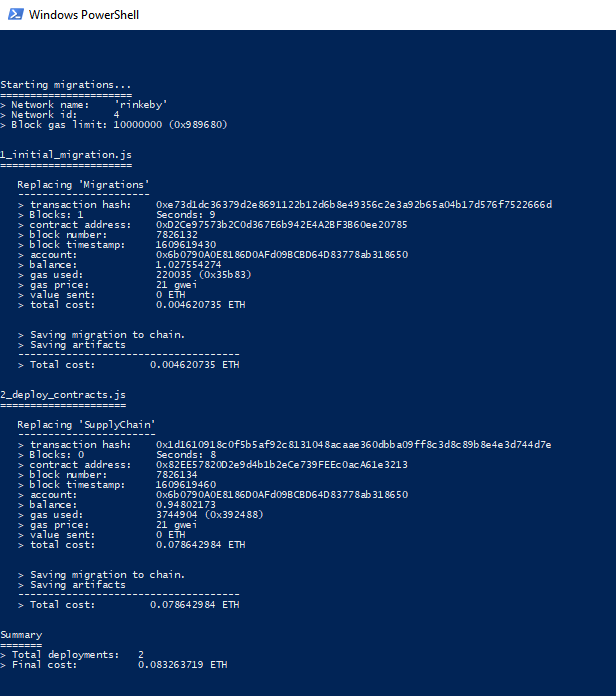 Windows PowerShell
Starting migrations...
======================
> Network name:    'rinkeby'
> Network id:      4
> Block gas limit: 10000000 (0x989680)
1_initial_migration.js
======================
Replacing 'Migrations'
----------------------
> transaction hash:    0xe73d1dc36379d2e8691122b12d6b8e49356c2e3a92b65a04b17d576f7522666d
> Blocks: 1            Seconds: 9
> contract address:    0xD2Ce97573b2C0d367E6b942E4A2BF3B60ee20785
> block number:        7826132
> block timestamp:     1609619430
> account:             0x6b0790A0E8186D0AFd09BCBD64D83778ab318650
> balance:             1.027554274
> gas used:            220035 (0x35b83)
> gas price:           21 gwei
> value sent:          0 ETH
> total cost:          0.004620735 ETH
> Saving migration to chain.
> Saving artifacts
-------------------------------------
> Total cost:         0.004620735 ETH
2_deploy_contracts.js
=====================
Replacing 'SupplyChain'
-----------------------
> transaction hash:    0x1d1610918c0f5b5af92c8131048acaae360dbba09ff8c3d8c89b8e4e3d744d7e
> Blocks: 0            Seconds: 8
> contract address:    0x82EE57820D2e9d4b1b2eCe739FEEc0acA61e3213
> block number:        7826134
> block timestamp:     1609619460
> account:             0x6b0790A0E8186D0AFd09BCBD64D83778ab318650
> balance:             0.94802173
> gas used:            3744904 (0x392488)
> gas price:           21 gwei
> value sent:          0 ETH
> total cost:          0.078642984 ETH
> Saving migration to chain.
> Saving artifacts
-------------------------------------
> Total cost:         0.078642984 ETH
Summary
=======
> Total deployments:   2
> Final cost:          0.083263719 ETH